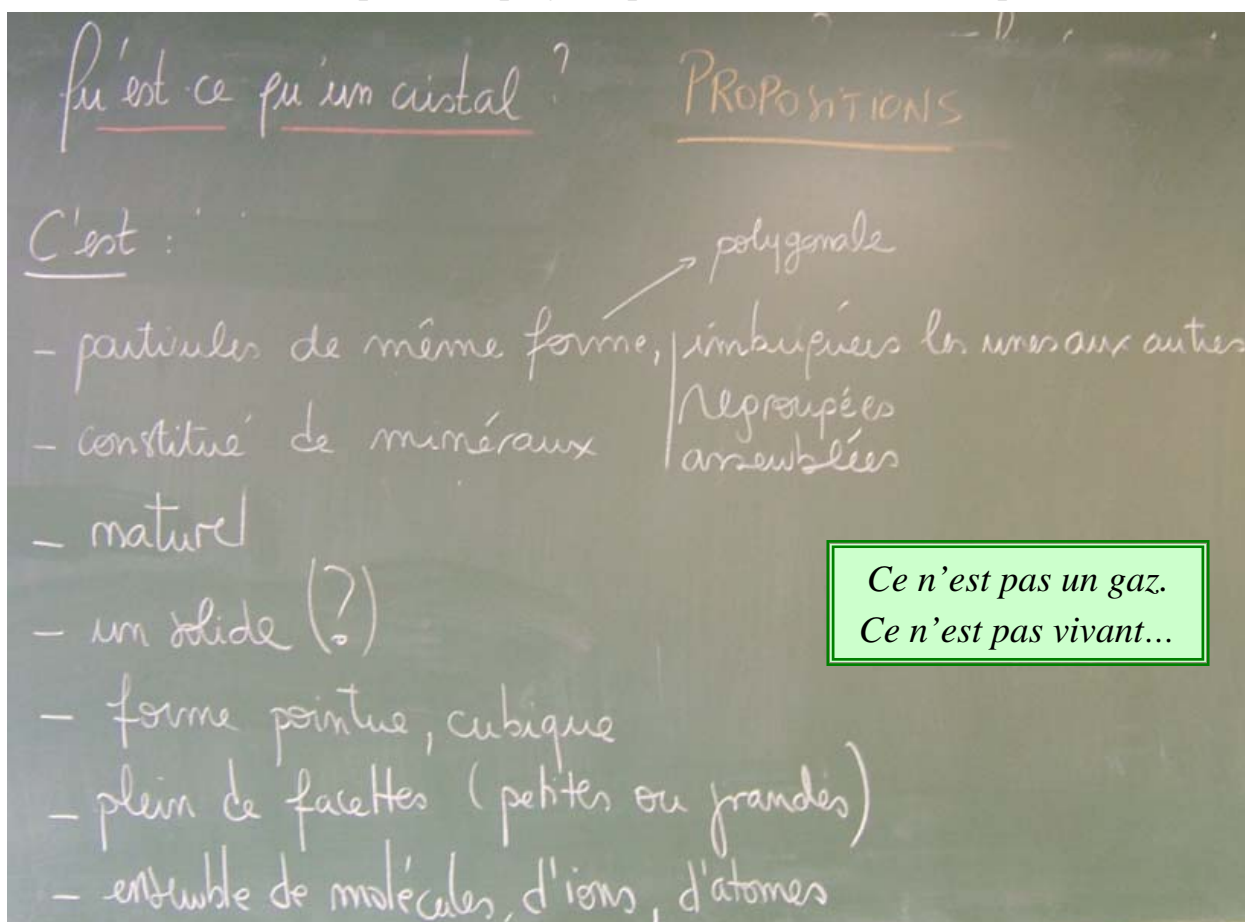 Qu'est ce qu'un cristal ? PROPOSITIONS
C'est :
polygonale
- particules de même forme, imbriquées les unes aux autres
regroupées
- constitué de minéraux
assemblées
- naturel
- un solide (?)
Ce n'est pas un gaz.
Ce n'est pas vivant…
- forme pointue, cubique
- plein de facettes (petites ou grandes)
- ensemble de molécules, d'ions, d'atomes